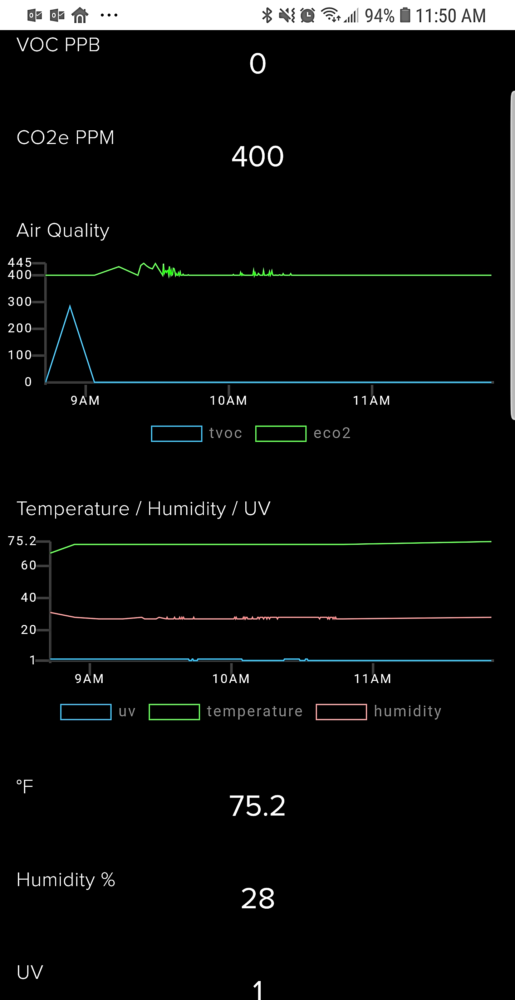 94% 11:50 AM
VOC PPB
0
CO2e PPM
400
Air Quality
445
400
300
200
100
0
9AM 10AM 11AM
tvoc eco2
Temperature / Humidity / UV
75.2
60
40
20
1
9AM 10AM 11AM
uv temperature humidity
°F
75.2
Humidity %
28
UV
1